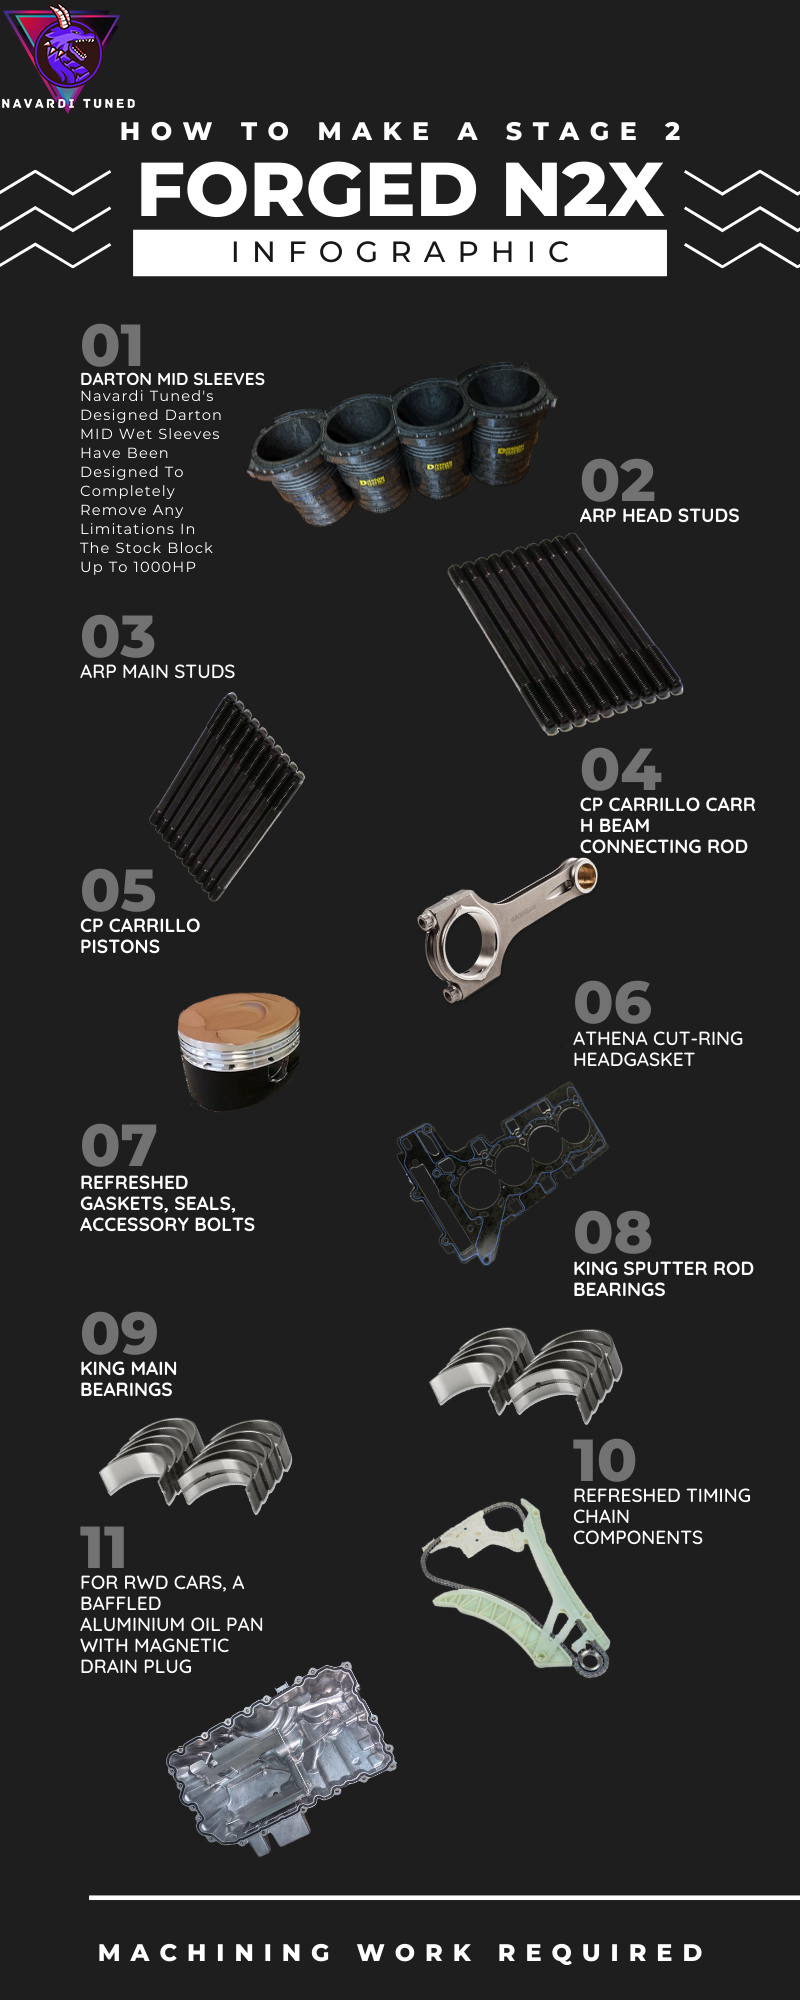 NAVARDI TUNED
HOW TO MAKE A STAGE 2
FORGED N2X
INFOGRAPHIC
01
DARTON MID SLEEVES
Navardi Tuned's
Designed Darton
MID Wet Sleeves
Have Been
Designed To
Completely
Remove Any
Limitations In
The Stock Block
Up To 1000HP
02
ARP HEAD STUDS
03
ARP MAIN STUDS
04
CP CARRILLO CARR
H BEAM
CONNECTING ROD
05
CP CARRILLO
PISTONS
06
ATHENA CUT-RING
HEADGASKET
07
REFRESHED
GASKETS, SEALS,
ACCESSORY BOLTS
08
KING SPUTTER ROD
BEARINGS
09
KING MAIN
BEARINGS
10
REFRESHED TIMING
CHAIN
COMPONENTS
11
FOR RWD CARS, A
BAFFLED
ALUMINIUM OIL PAN
WITH MAGNETIC
DRAIN PLUG
MACHINING WORK REQUIRED